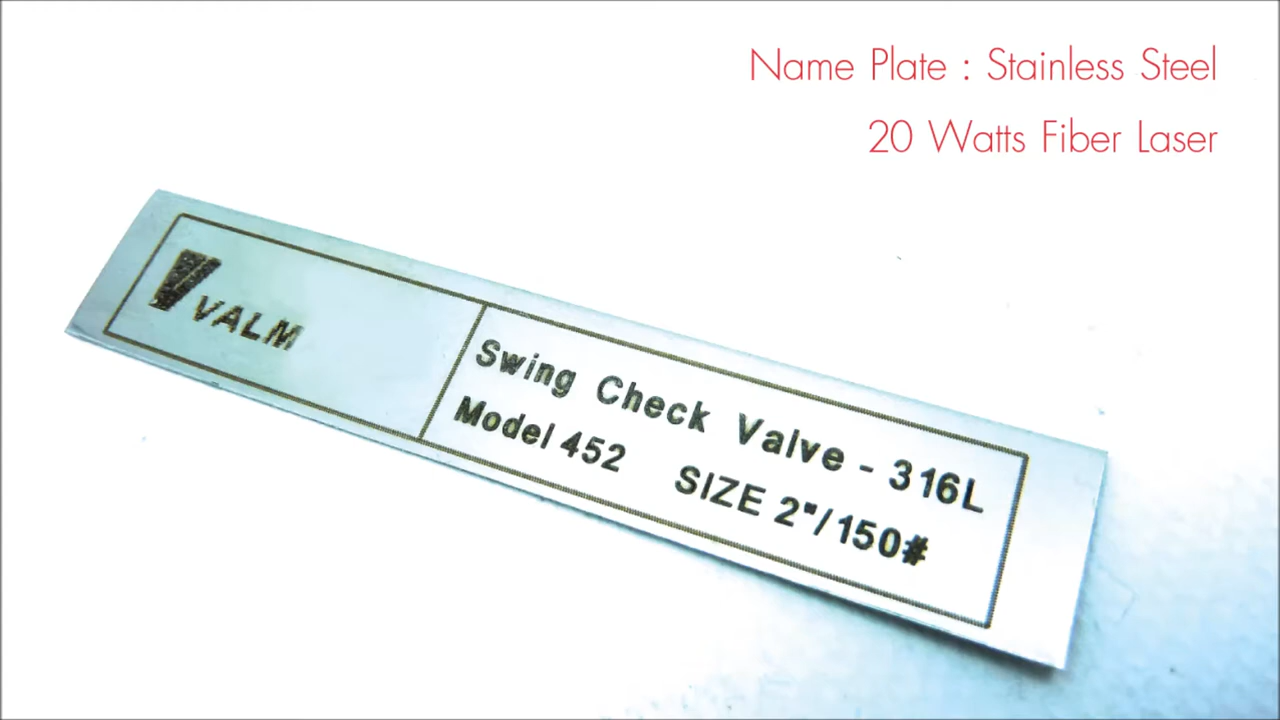 Name Plate : Stainless Steel
20 Watts Fiber Laser
VALM
Swing Check Valve - 316L
Model 452 SIZE 2"/150#